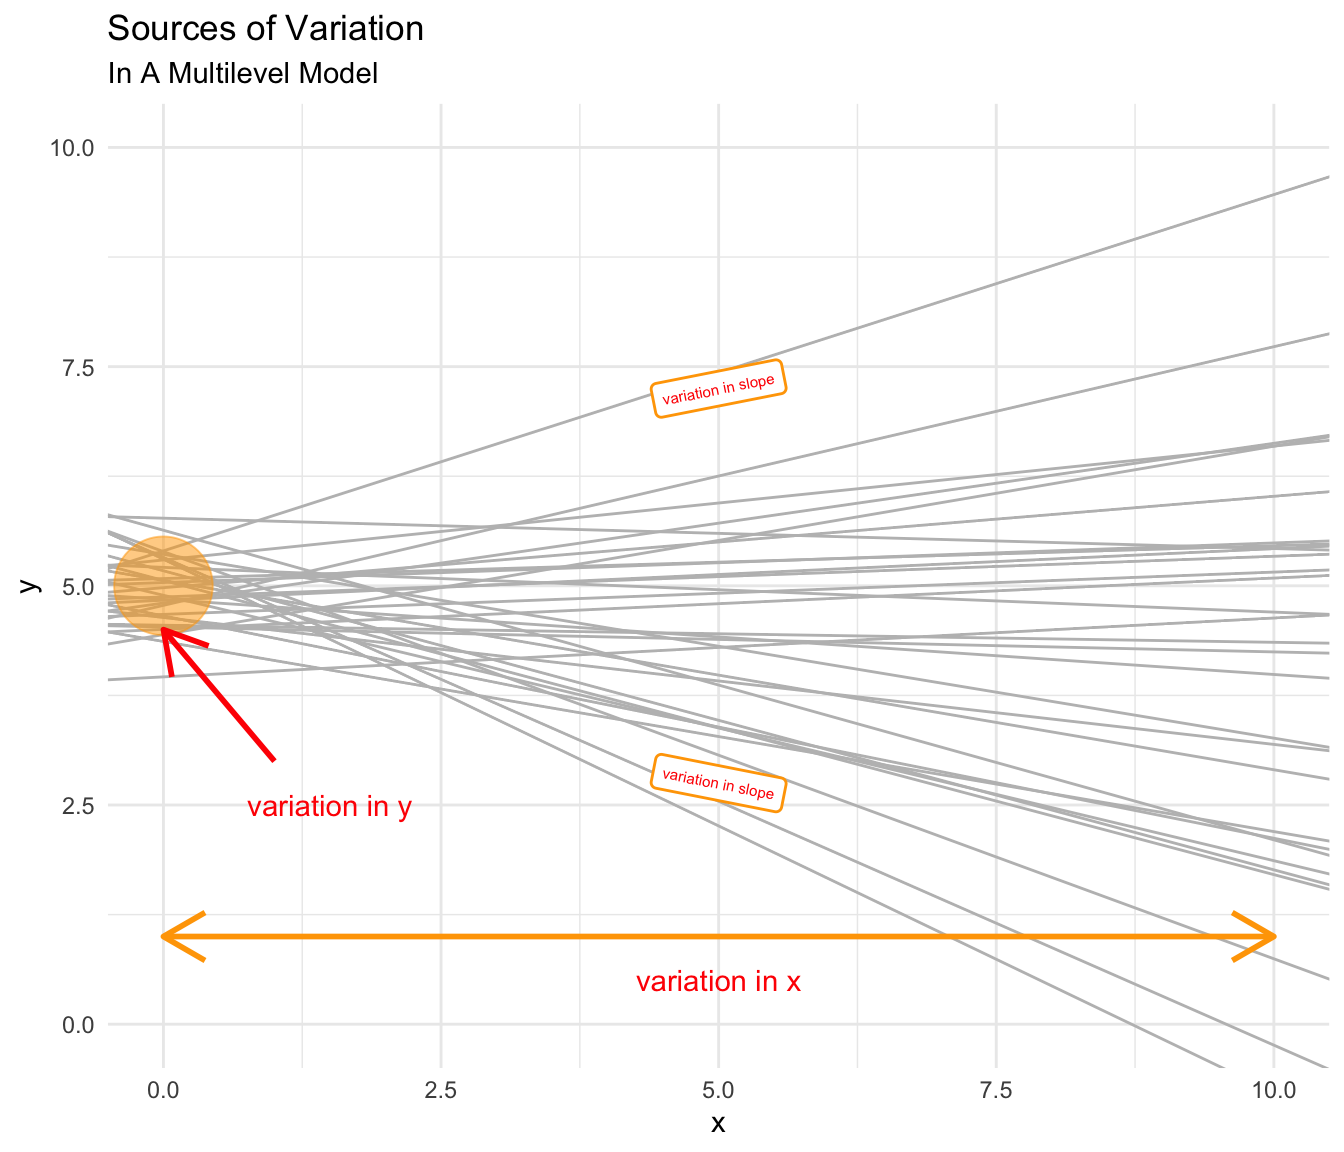 Sources of Variation
In A Multilevel Model
10.0
7.5
variation in slope
5.0
y
variation in slope
2.5
variation in y
variation in x
0.0
0.0 2.5 5.0 7.5 10.0
x